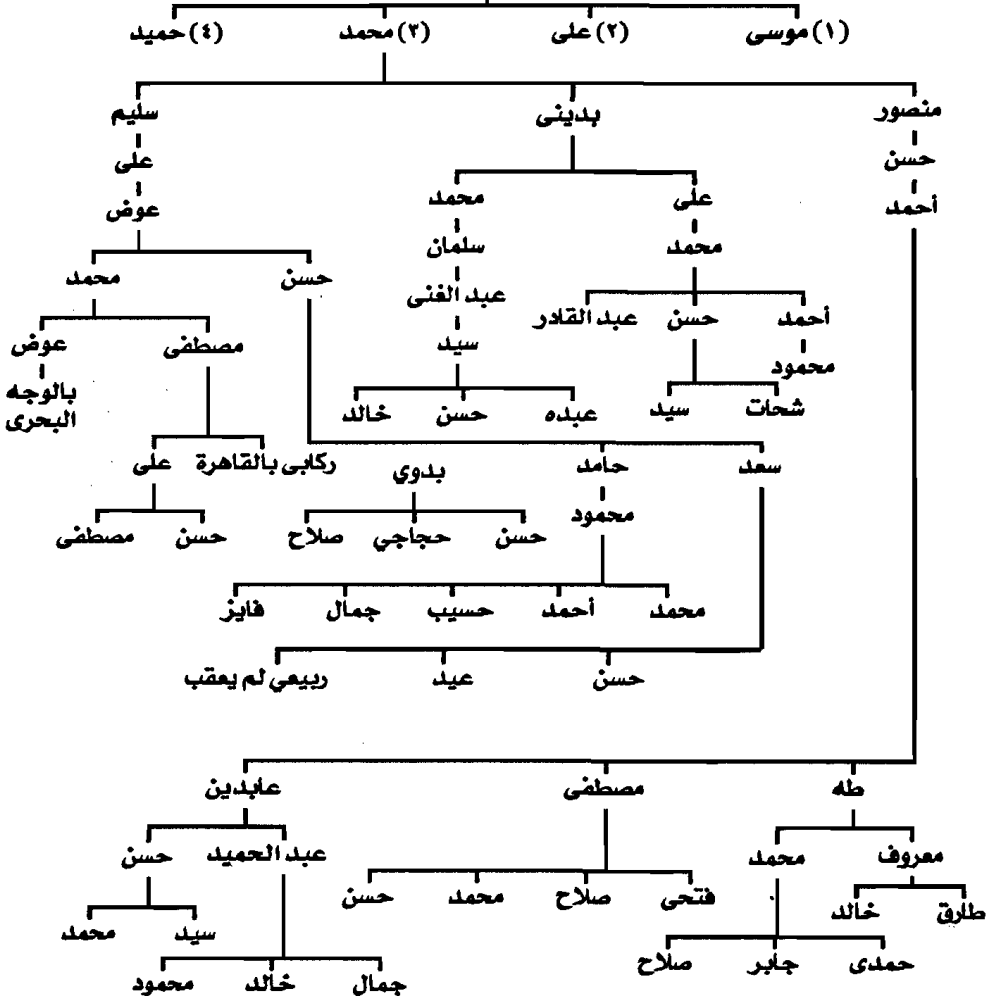 (١) موسى (٢) على (٣) محمد (٤) حميد
منصور بدينى سليم
حسن على
أحمد على محمد عوض
محمد سلمان
حسن محمد
أحمد حسن عبد القادر عبد الغنى
مصطفى عوض
محمود سيد بالوجه
شحات سيد عبده حسن خالد البحرى
سعد حامد بدوي ركابى بالقاهرة على
محمود
حسن حجاجي صلاح حسن مصطفى
محمد أحمد حسيب جمال فايز
حسن عيد ربيعي لم يعقب
طه مصطفى عابدين
معروف محمد عبد الحميد حسن
فتحى صلاح محمد حسن
طارق خالد سيد محمد
حمدى جابر صلاح
جمال خالد محمود